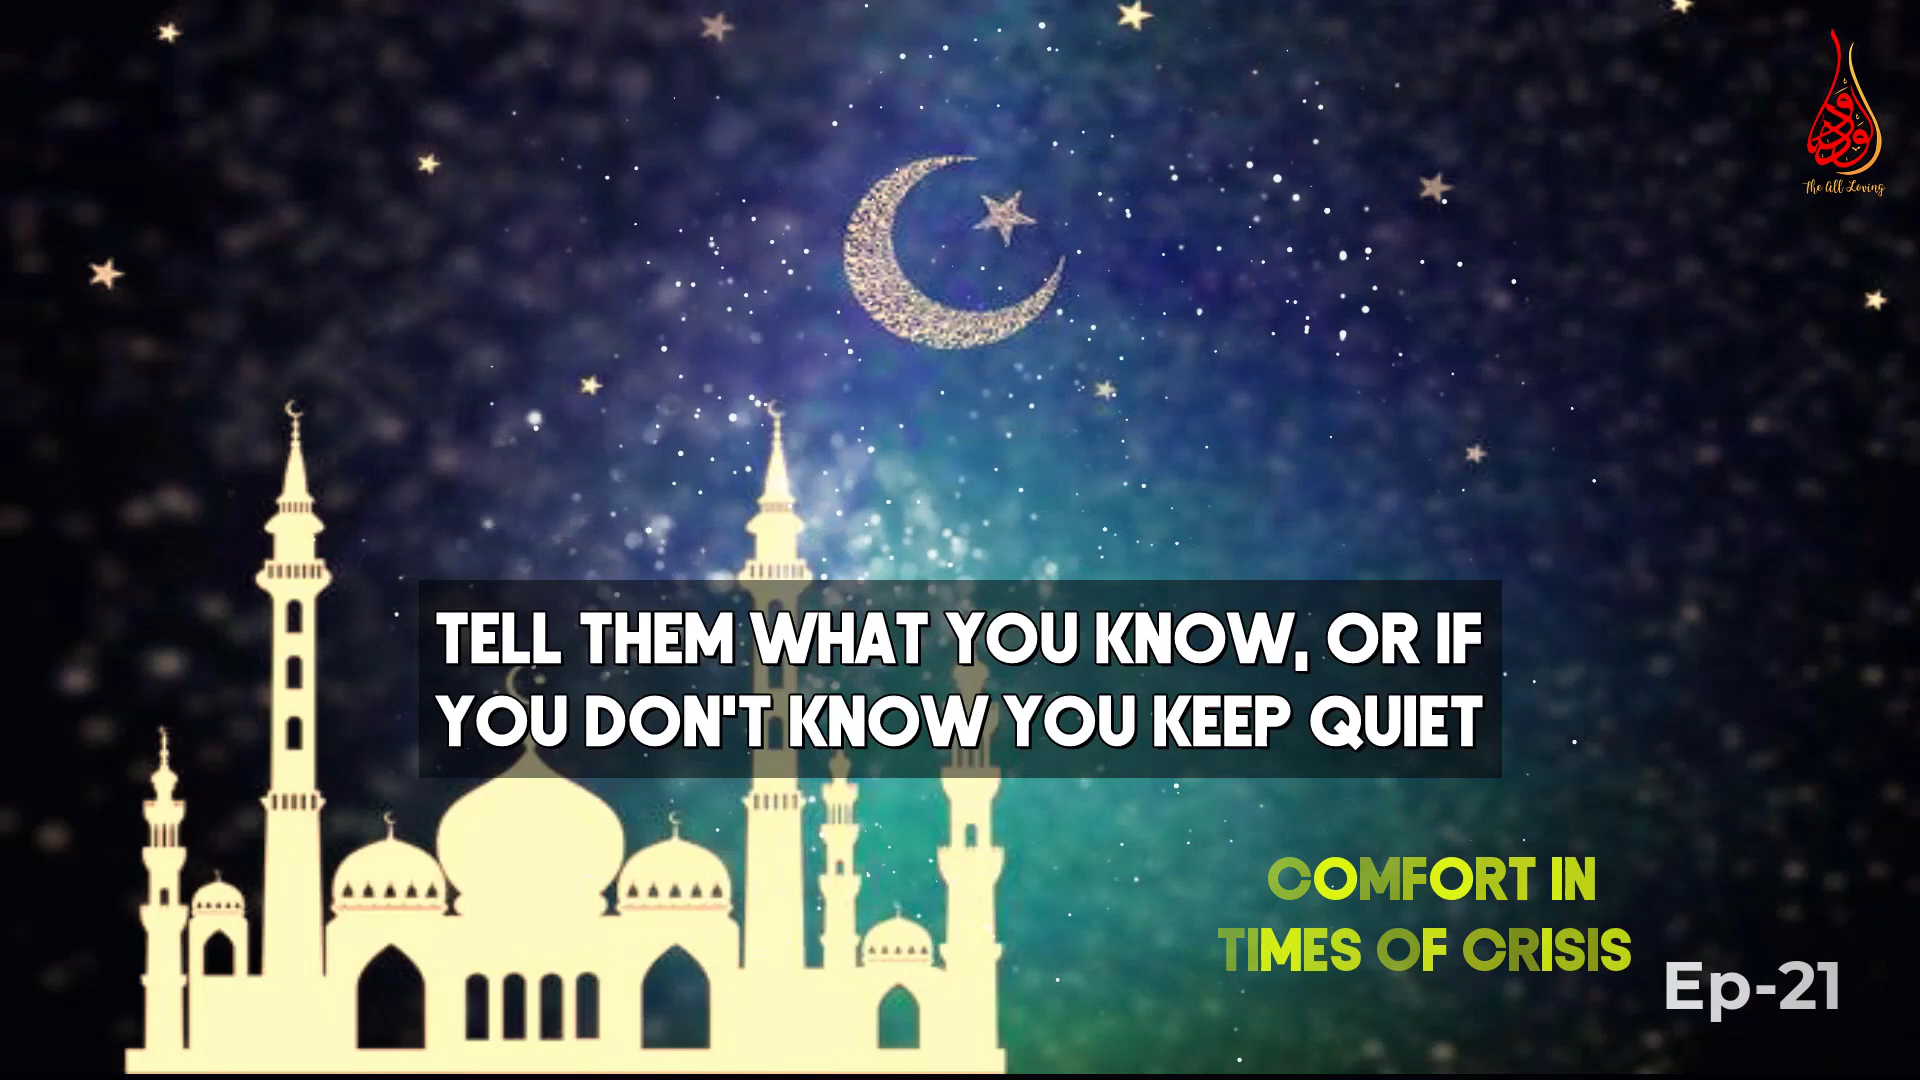 الودود
The All Loving
TELL THEM WHAT YOU KNOW, OR IF
YOU DON'T KNOW YOU KEEP QUIET
COMFORT IN
TIMES OF CRISIS
Ep-21